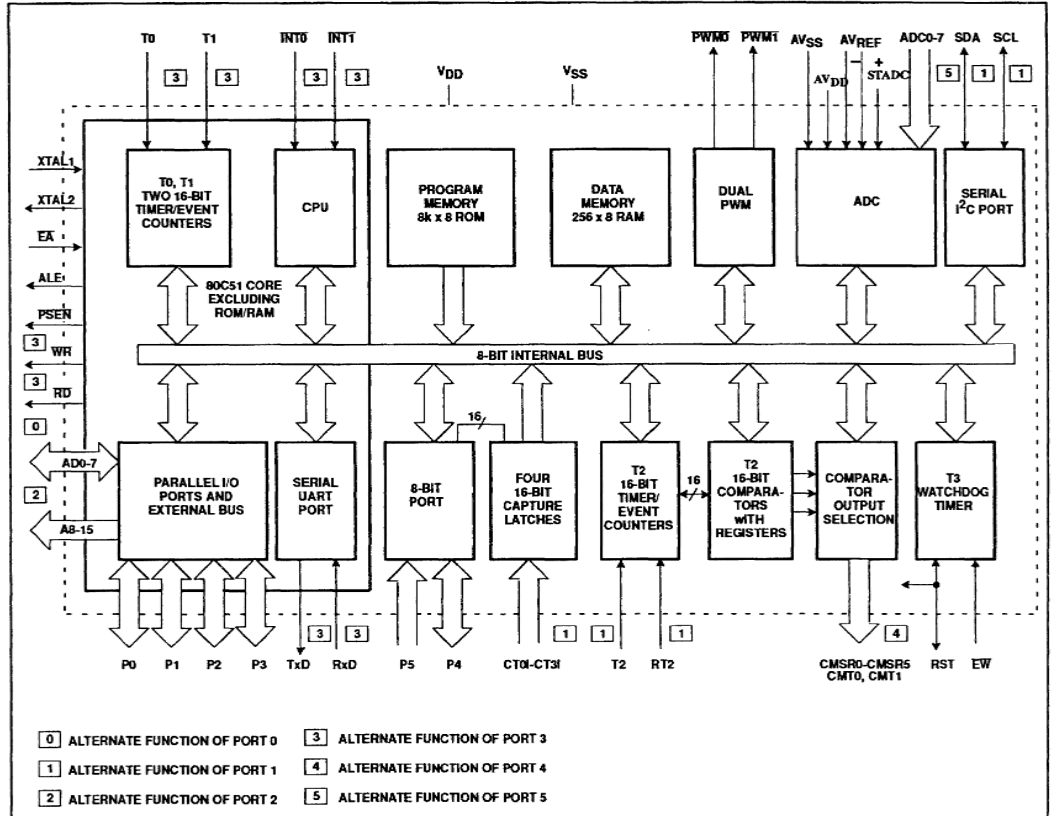 T0 T1 INT0 INT1 PWM0 PWM1 AVSS AVREF ADC0-7 SDA SCL
3 3 3 3 VDD VSS AVDD – + STADC 5 1 1
XTAL1
XTAL2
EA
ALE
PSEN
3 WR
3 RD
0
AD0-7
2
A8-15
T0, T1
TWO 16-BIT
TIMER/EVENT
COUNTERS
CPU
PROGRAM
MEMORY
8k x 8 ROM
DATA
MEMORY
256 x 8 RAM
DUAL
PWM
ADC
SERIAL
I²C PORT
80C51 CORE
EXCLUDING
ROM/RAM
8-BIT INTERNAL BUS
PARALLEL I/O
PORTS AND
EXTERNAL BUS
SERIAL
UART
PORT
8-BIT
PORT
16
FOUR
16-BIT
CAPTURE
LATCHES
T2
16-BIT
TIMER/
EVENT
COUNTERS
16
T2
16-BIT
COMPARA-
TORS
wITH
REGISTERS
COMPARA-
TOR
OUTPUT
SELECTION
T3
WATCHDOG
TIMER
3 3 1 1 1 4
P0 P1 P2 P3 TxD RxD P5 P4 CT0I-CT3I T2 RT2 CMSR0-CMSR5 RST EW
CMT0, CMT1
0 ALTERNATE FUNCTION OF PORT 0
1 ALTERNATE FUNCTION OF PORT 1
2 ALTERNATE FUNCTION OF PORT 2
3 ALTERNATE FUNCTION OF PORT 3
4 ALTERNATE FUNCTION OF PORT 4
5 ALTERNATE FUNCTION OF PORT 5